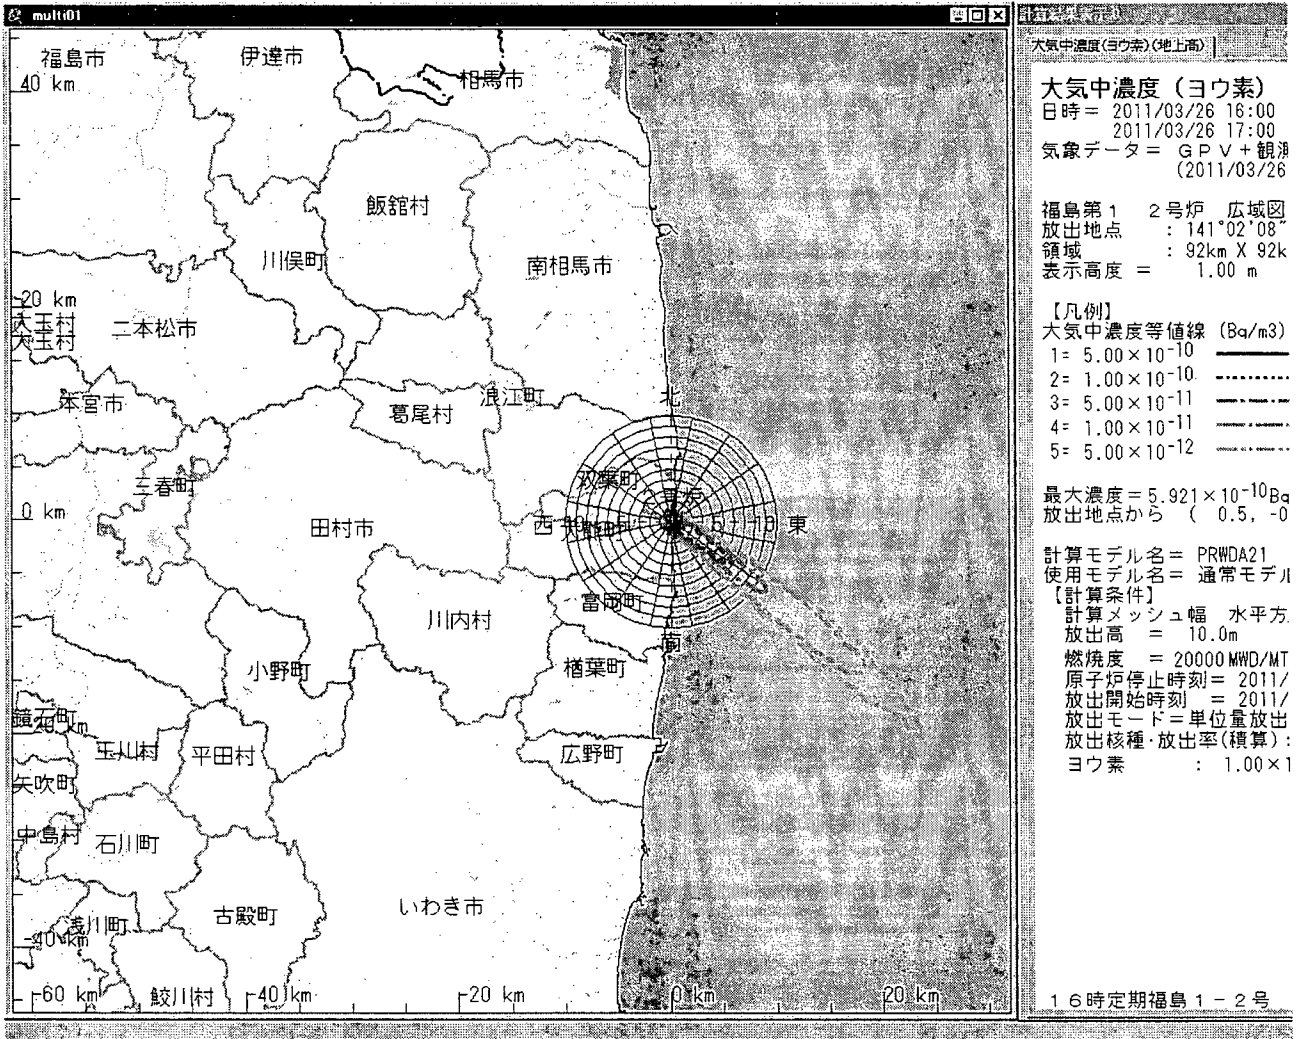 multi01
福島市
伊達市
相馬市
40 km
飯舘村
川俣町
南相馬市
20 km
大玉村
大玉村
二本松市
本宮市
浪江町
葛尾村
北
三春町
双葉町
0 km
田村市
西
東
川内村
富岡町
南
小野町
楢葉町
鏡石町
玉川村
平田村
広野町
矢吹町
中島村
石川町
浅川町
古殿町
いわき市
-40 km
鮫川村
-60 km
-40 km
-20 km
0 km
20 km
大気中濃度(ヨウ素)(地上高)
大気中濃度 (ヨウ素)
日時= 2011/03/26 16:00
2011/03/26 17:00
気象データ= GPV+観測
(2011/03/26
福島第1 2号炉 広域図
放出地点 : 141°02'08"
領域 : 92km X 92k
表示高度 = 1.00 m
【凡例】
大気中濃度等値線 (Bq/m3)
1= 5.00×10-10
2= 1.00×10-10
3= 5.00×10-11
4= 1.00×10-11
5= 5.00×10-12
最大濃度=5.921×10-10Bq
放出地点から ( 0.5, -0
計算モデル名= PRWDA21
使用モデル名= 通常モデル
【計算条件】
計算メッシュ幅 水平方
放出高 = 10.0m
燃焼度 = 20000MWD/MT
原子炉停止時刻= 2011/
放出開始時刻 = 2011/
放出モード=単位量放出
放出核種・放出率(積算):
ヨウ素 : 1.00×1
16時定期福島1-2号